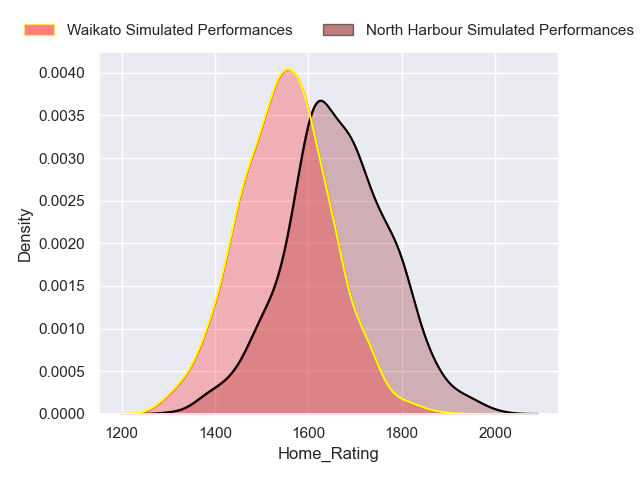 Waikato Simulated Performances North Harbour Simulated Performances
0.0040
0.0035
0.0030
0.0025
0.0020
0.0015
0.0010
0.0005
0.0000
Density
1200 1400 1600 1800 2000
Home_Rating